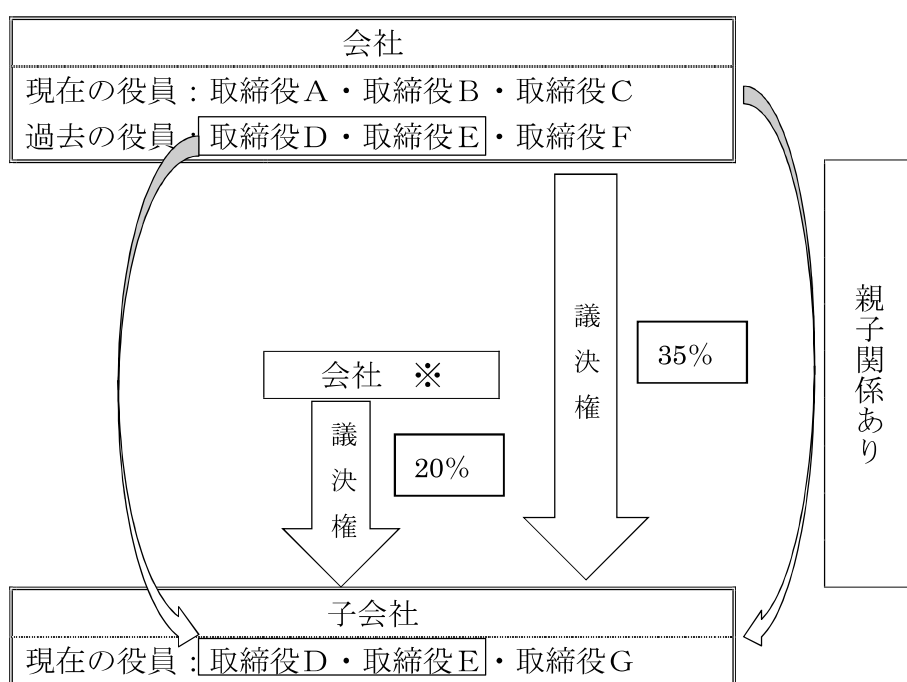 会社
現在の役員：取締役A・取締役B・取締役C
過去の役員：取締役D・取締役E・取締役F
議決権
35%
会社　※
議決権
20%
親子関係あり
子会社
現在の役員：取締役D・取締役E・取締役G